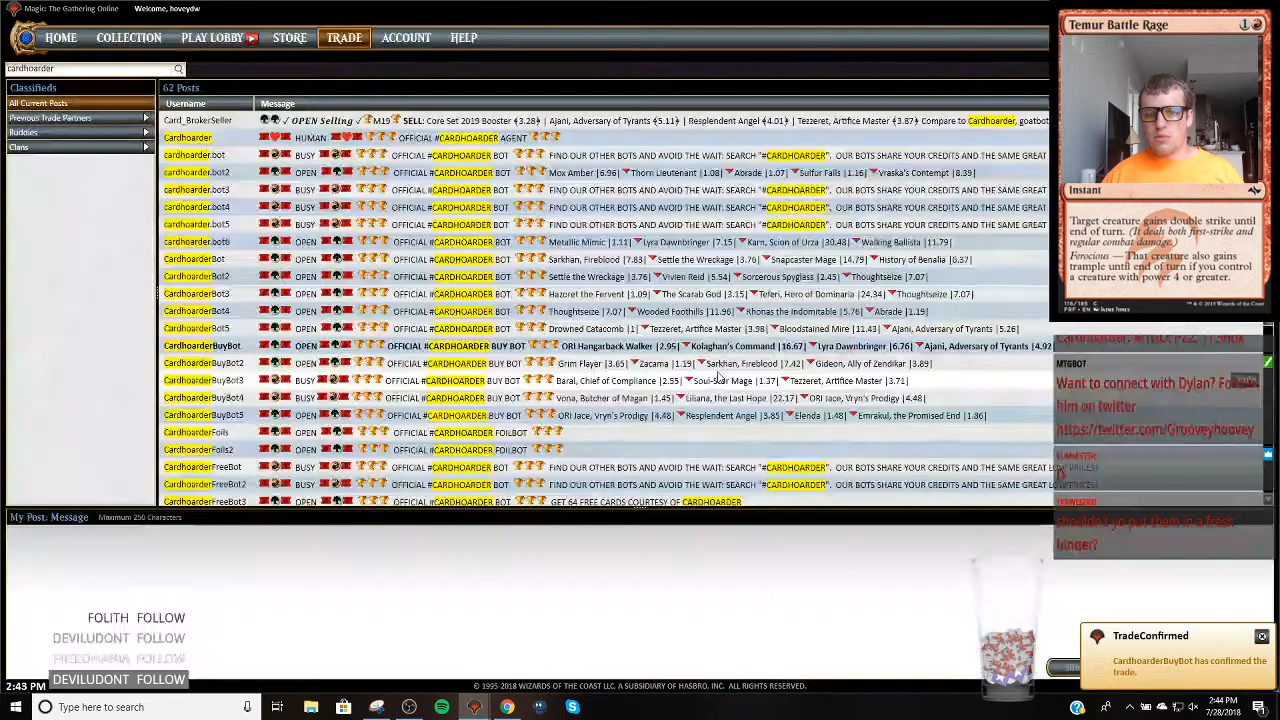 Magic: The Gathering Online Welcome, hoveydw
HOME COLLECTION PLAY LOBBY STORE TRADE ACCOUNT HELP
cardhoarder
Classifieds
All Current Posts
Previous Trade Partners
Buddies
Clans
62 Posts
Username Message
Card_BrokerSeller OPEN Selling M19 SELL: Core Set 2019 Booster (3.28) | Ajani, Adversary of Tyrants (5.11) | Resplendent Angel (4.01) | Tezzeret, Artifice Master (3.87) Compare to Cardhoarder, goatbot
Cardhoarder HUMAN OFFICIAL #CARDHOARDER AGENT
cardhoarder.bot BUSY OFFICIAL #CARDHOARDER BOT FIND OUR OTHER BOTS AND AVOID THE WAIT: SEARCH "#CARDHOARDER". OUR BOTS SHARE YOUR CREDITS AND THE SAME GREAT
cardhoarder.bot2 OPEN OFFICIAL #CARDHOARDER BOT Mox Amber |6.96| Thorn Lieutenant |1.08| Abrade |1.07| Sulfur Falls |1.16| Vraska's Contempt |8.39|
cardhoarder.bot3 BUSY OFFICIAL #CARDHOARDER BOT FIND OUR OTHER BOTS AND AVOID THE WAIT: SEARCH "#CARDHOARDER". OUR BOTS SHARE YOUR CREDITS AND THE SAME GREAT
cardhoarder.bot4 BUSY OFFICIAL #CARDHOARDER BOT FIND OUR OTHER BOTS AND AVOID THE WAIT: SEARCH "#CARDHOARDER". OUR BOTS SHARE YOUR CREDITS AND THE SAME GREAT
cardhoarder.bot5 BUSY OFFICIAL #CARDHOARDER BOT FIND OUR OTHER BOTS AND AVOID THE WAIT: SEARCH "#CARDHOARDER". OUR BOTS SHARE YOUR CREDITS AND THE SAME GREAT
cardhoarder.bot6 OPEN OFFICIAL #CARDHOARDER BOT Metallic Mimic |1.31| Lyra Dawnbringer |7.15| Karn, Scion of Urza |30.48| Walking Ballista |11.79|
CardhoarderBot OPEN OFFICIAL #CARDHOARDER BOT Sarkhan, Fireblood |7.83| Settle the Wreckage |3.76| Snapcaster Mage |14.79| History of Benalia |6.37|
CardhoarderBot2 OPEN OFFICIAL #CARDHOARDER BOT Settle the Wreckage |3.76| Vivien Reid |5.54| Sorcerous Spyglass |2.43| Thoughtseize |7.07|
CardhoarderBot3 OPEN OFFICIAL #CARDHOARDER BOT Hazoret the Fervent |1.09| The Scarab God |3.15| Teferi, Hero of Dominaria |24.34| Thoughtseize |7.07|
CardhoarderBot4 OPEN OFFICIAL #CARDHOARDER BOT Thoughtseize |7.07| Wooded Foothills |11.96| Rhonas the Indomitable |5.74| Abrade |1.19|
CardhoarderBot5 OPEN OFFICIAL #CARDHOARDER BOT Drowned Catacomb |1| Tezzeret, Artifice Master |3.98| Bloodstained Mire |11.43| Ajani, Adversary of Tyrants |5.26|
CardhoarderBuyBot OPEN OFFICIAL #CARDHOARDER BUY BOT ORI Hangarback Walker |2.95| Kolaghan's Command |16.67| Lyra Dawnbringer |6.76| Ajani, Adversary of Tyrants |4.92
CardhoarderBuyBot2 OPEN OFFICIAL #CARDHOARDER BUY BOT Grim Flayer |3.65| Zacama |1.19| Sarkhan, Fireblood |7.42| Gideon, Ally of Zendikar |3.89|
CardhoarderBuyBot3 BUSY OFFICIAL #CARDHOARDER BUY BOT Baral, Chief of Compliance |2.55| Soul-Scar Mage |1.37| Tezzeret, Artifice Master |3.71|
CardhoarderBuyBot4 BUSY OFFICIAL #CARDHOARDER BUY BOT Vona, Butcher of Magan |1.45| Liliana, the Last Hope |22.17| ORI Jace, Vryn's Prodigy |4.48|
CardhoarderBuyBot5 OPEN OFFICIAL #CARDHOARDER BUY BOT ORI Jace, Vryn's Prodigy |4.48| Resplendent Angel |3.85| Elenda |1.48| Emrakul, the Promised End |1.86|
CardhoarderFoils OPEN OFFICIAL #CARDHOARDER FOILBOT
CardhoarderFoils2 OPEN OFFICIAL #CARDHOARDER FOILBOT
CardhoarderFreeBot BUSY OFFICIAL #CARDHOARDER BOT FIND OUR OTHER BOTS AND AVOID THE WAIT: SEARCH "#CARDHOARDER". OUR BOTS SHARE YOUR CREDITS AND THE SAME GREAT
CardhoarderFreeBot2 BUSY OFFICIAL #CARDHOARDER BOT FIND OUR OTHER BOTS AND AVOID THE WAIT: SEARCH "#CARDHOARDER". OUR BOTS SHARE YOUR CREDITS AND THE SAME GREAT
CardhoarderFreeBot3 OPEN OFFICIAL #CARDHOARDER BOT GET 64 FREE CARDS COURTESY OF CARDHOARDER
My Post: Message Maximum 250 Characters
Temur Battle Rage 1
Instant
Target creature gains double strike until
end of turn. (It deals both first-strike and
regular combat damage.)
Ferocious — That creature also gains
trample until end of turn if you control
a creature with power 4 or greater.
116/185 C
FRF • EN
™ & © 2015 Wizards of the Coast
MTGBOT
Want to connect with Dylan?
him on twitter
https://twitter.com/Grooveyhoovey
shouldn't yo put them in a fresh
binder?
FOLITH FOLLOW
DEVILUDONT FOLLOW
DEVILUDONT FOLLOW
2:43 PM
© 1995-2018 WIZARDS OF THE COAST LLC, A SUBSIDIARY OF HASBRO, INC. ALL RIGHTS RESERVED.
TradeConfirmed
CardhoarderBuyBot has confirmed the
trade.
Type here to search
2:44 PM
7/28/2018